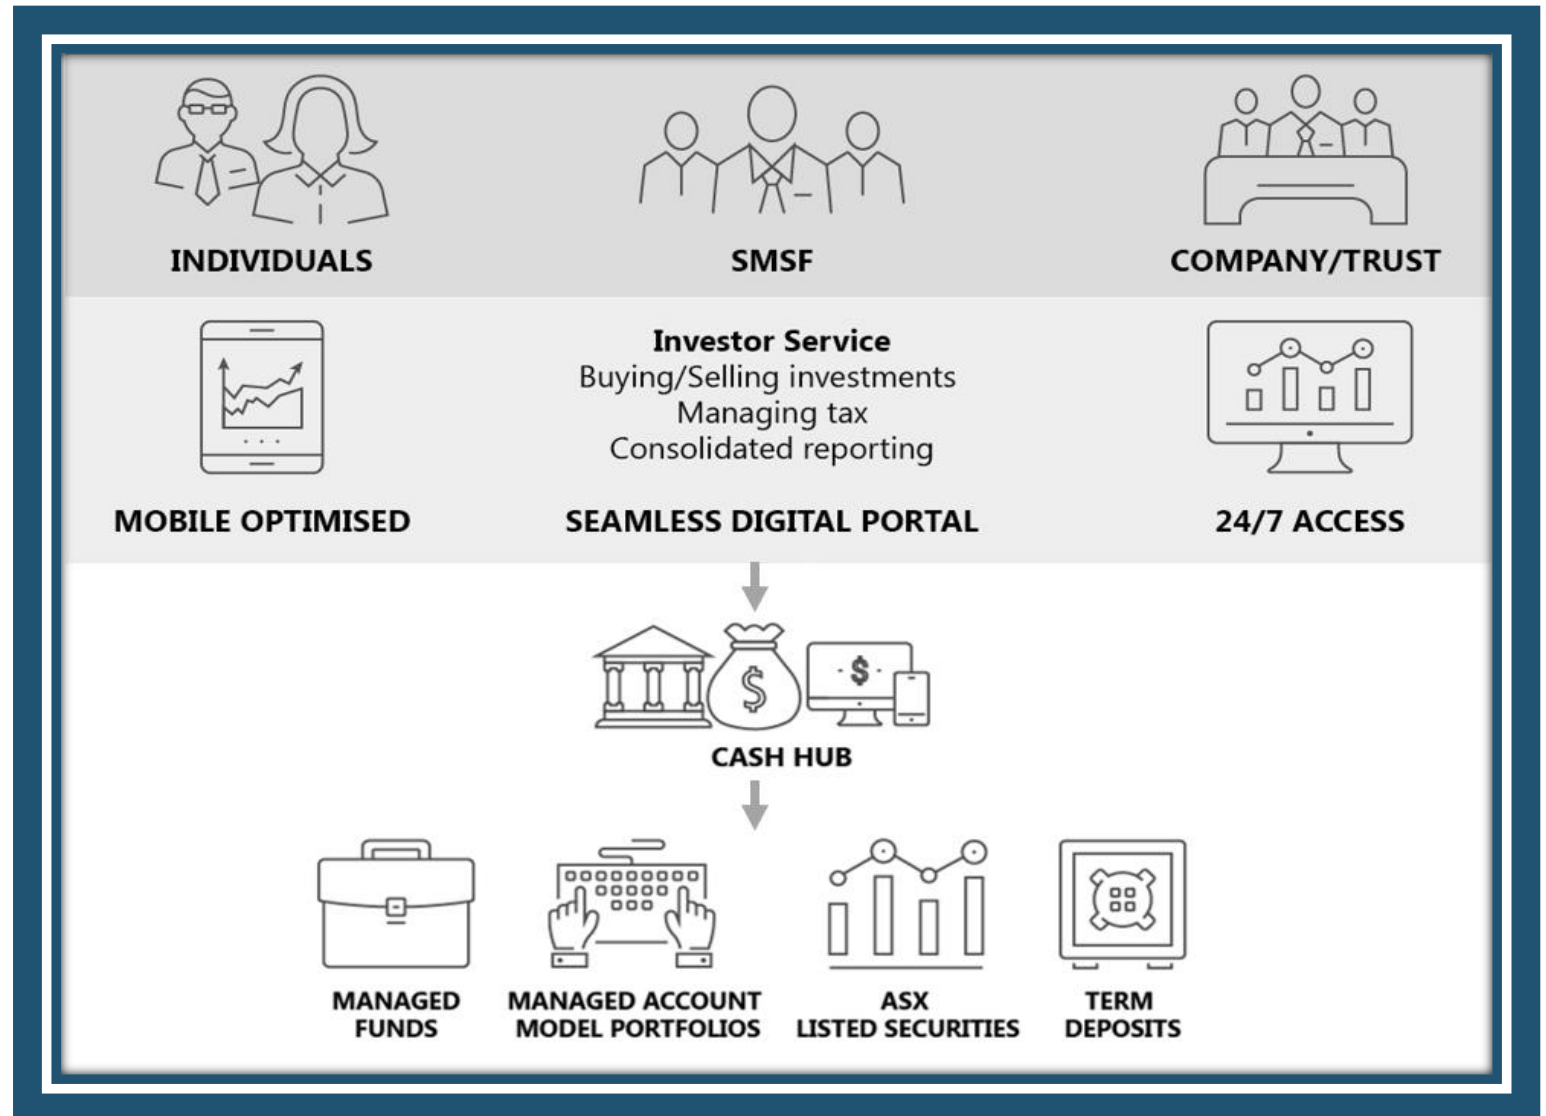 INDIVIDUALS
SMSF
COMPANY/TRUST
Investor Service
Buying/Selling investments
Managing tax
Consolidated reporting
MOBILE OPTIMISED
SEAMLESS DIGITAL PORTAL
24/7 ACCESS
$
- $ -
CASH HUB
MANAGED
FUNDS
MANAGED ACCOUNT
MODEL PORTFOLIOS
ASX
LISTED SECURITIES
TERM
DEPOSITS